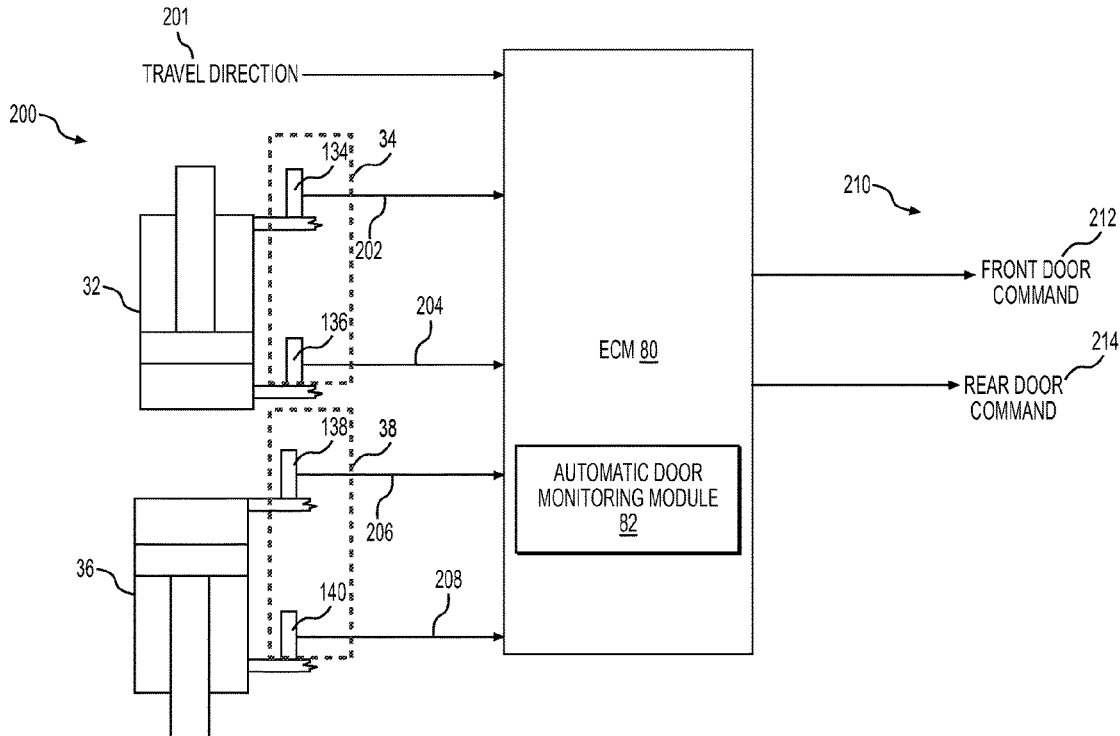 201
TRAVEL DIRECTION
200
134
34
202
32
136
204
210
212
FRONT DOOR
COMMAND
ECM 80
214
REAR DOOR
COMMAND
138
38
206
AUTOMATIC DOOR
MONITORING MODULE
82
36
140
208